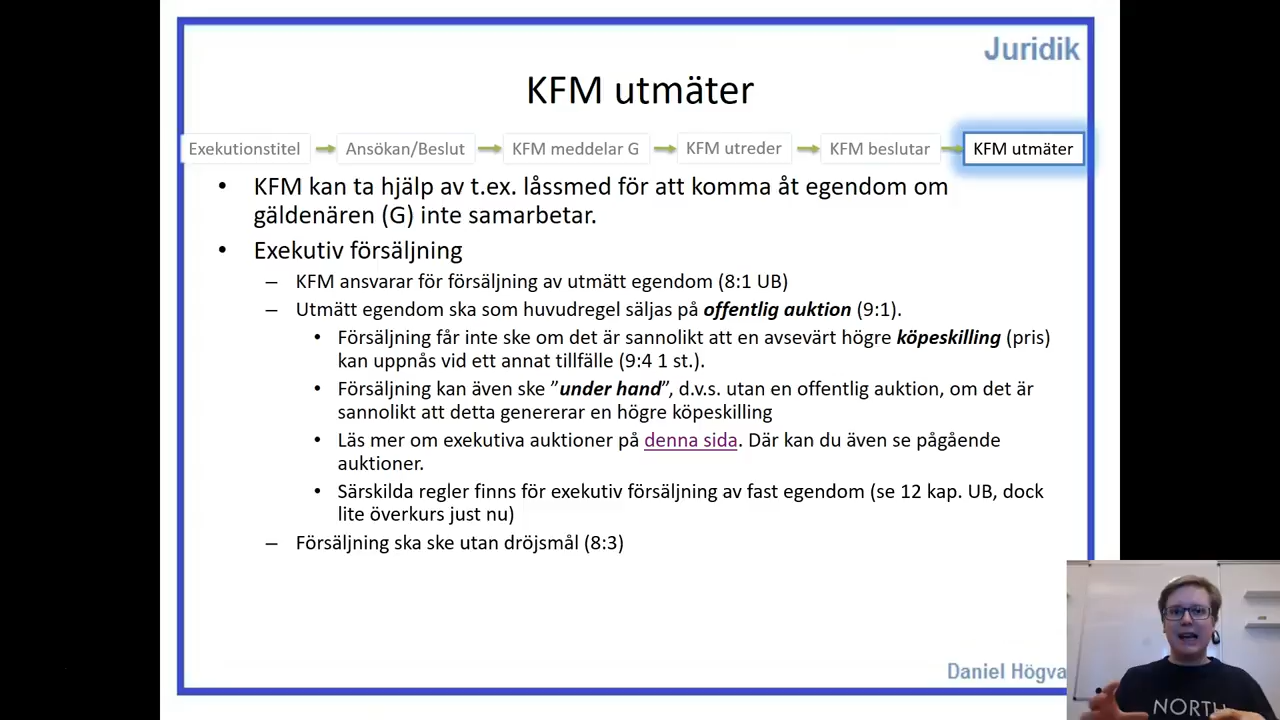 Juridik
KFM utmäter
Exekutionstitel Ansökan/Beslut KFM meddelar G KFM utreder KFM beslutar KFM utmäter
• KFM kan ta hjälp av t.ex. låssmed för att komma åt egendom om
gäldenären (G) inte samarbetar.
• Exekutiv försäljning
– KFM ansvarar för försäljning av utmätt egendom (8:1 UB)
– Utmätt egendom ska som huvudregel säljas på offentlig auktion (9:1).
• Försäljning får inte ske om det är sannolikt att en avsevärt högre köpeskilling (pris)
kan uppnås vid ett annat tillfälle (9:4 1 st.).
• Försäljning kan även ske ”under hand”, d.v.s. utan en offentlig auktion, om det är
sannolikt att detta genererar en högre köpeskilling
• Läs mer om exekutiva auktioner på denna sida. Där kan du även se pågående
auktioner.
• Särskilda regler finns för exekutiv försäljning av fast egendom (se 12 kap. UB, dock
lite överkurs just nu)
– Försäljning ska ske utan dröjsmål (8:3)
Daniel Högva
NORTH